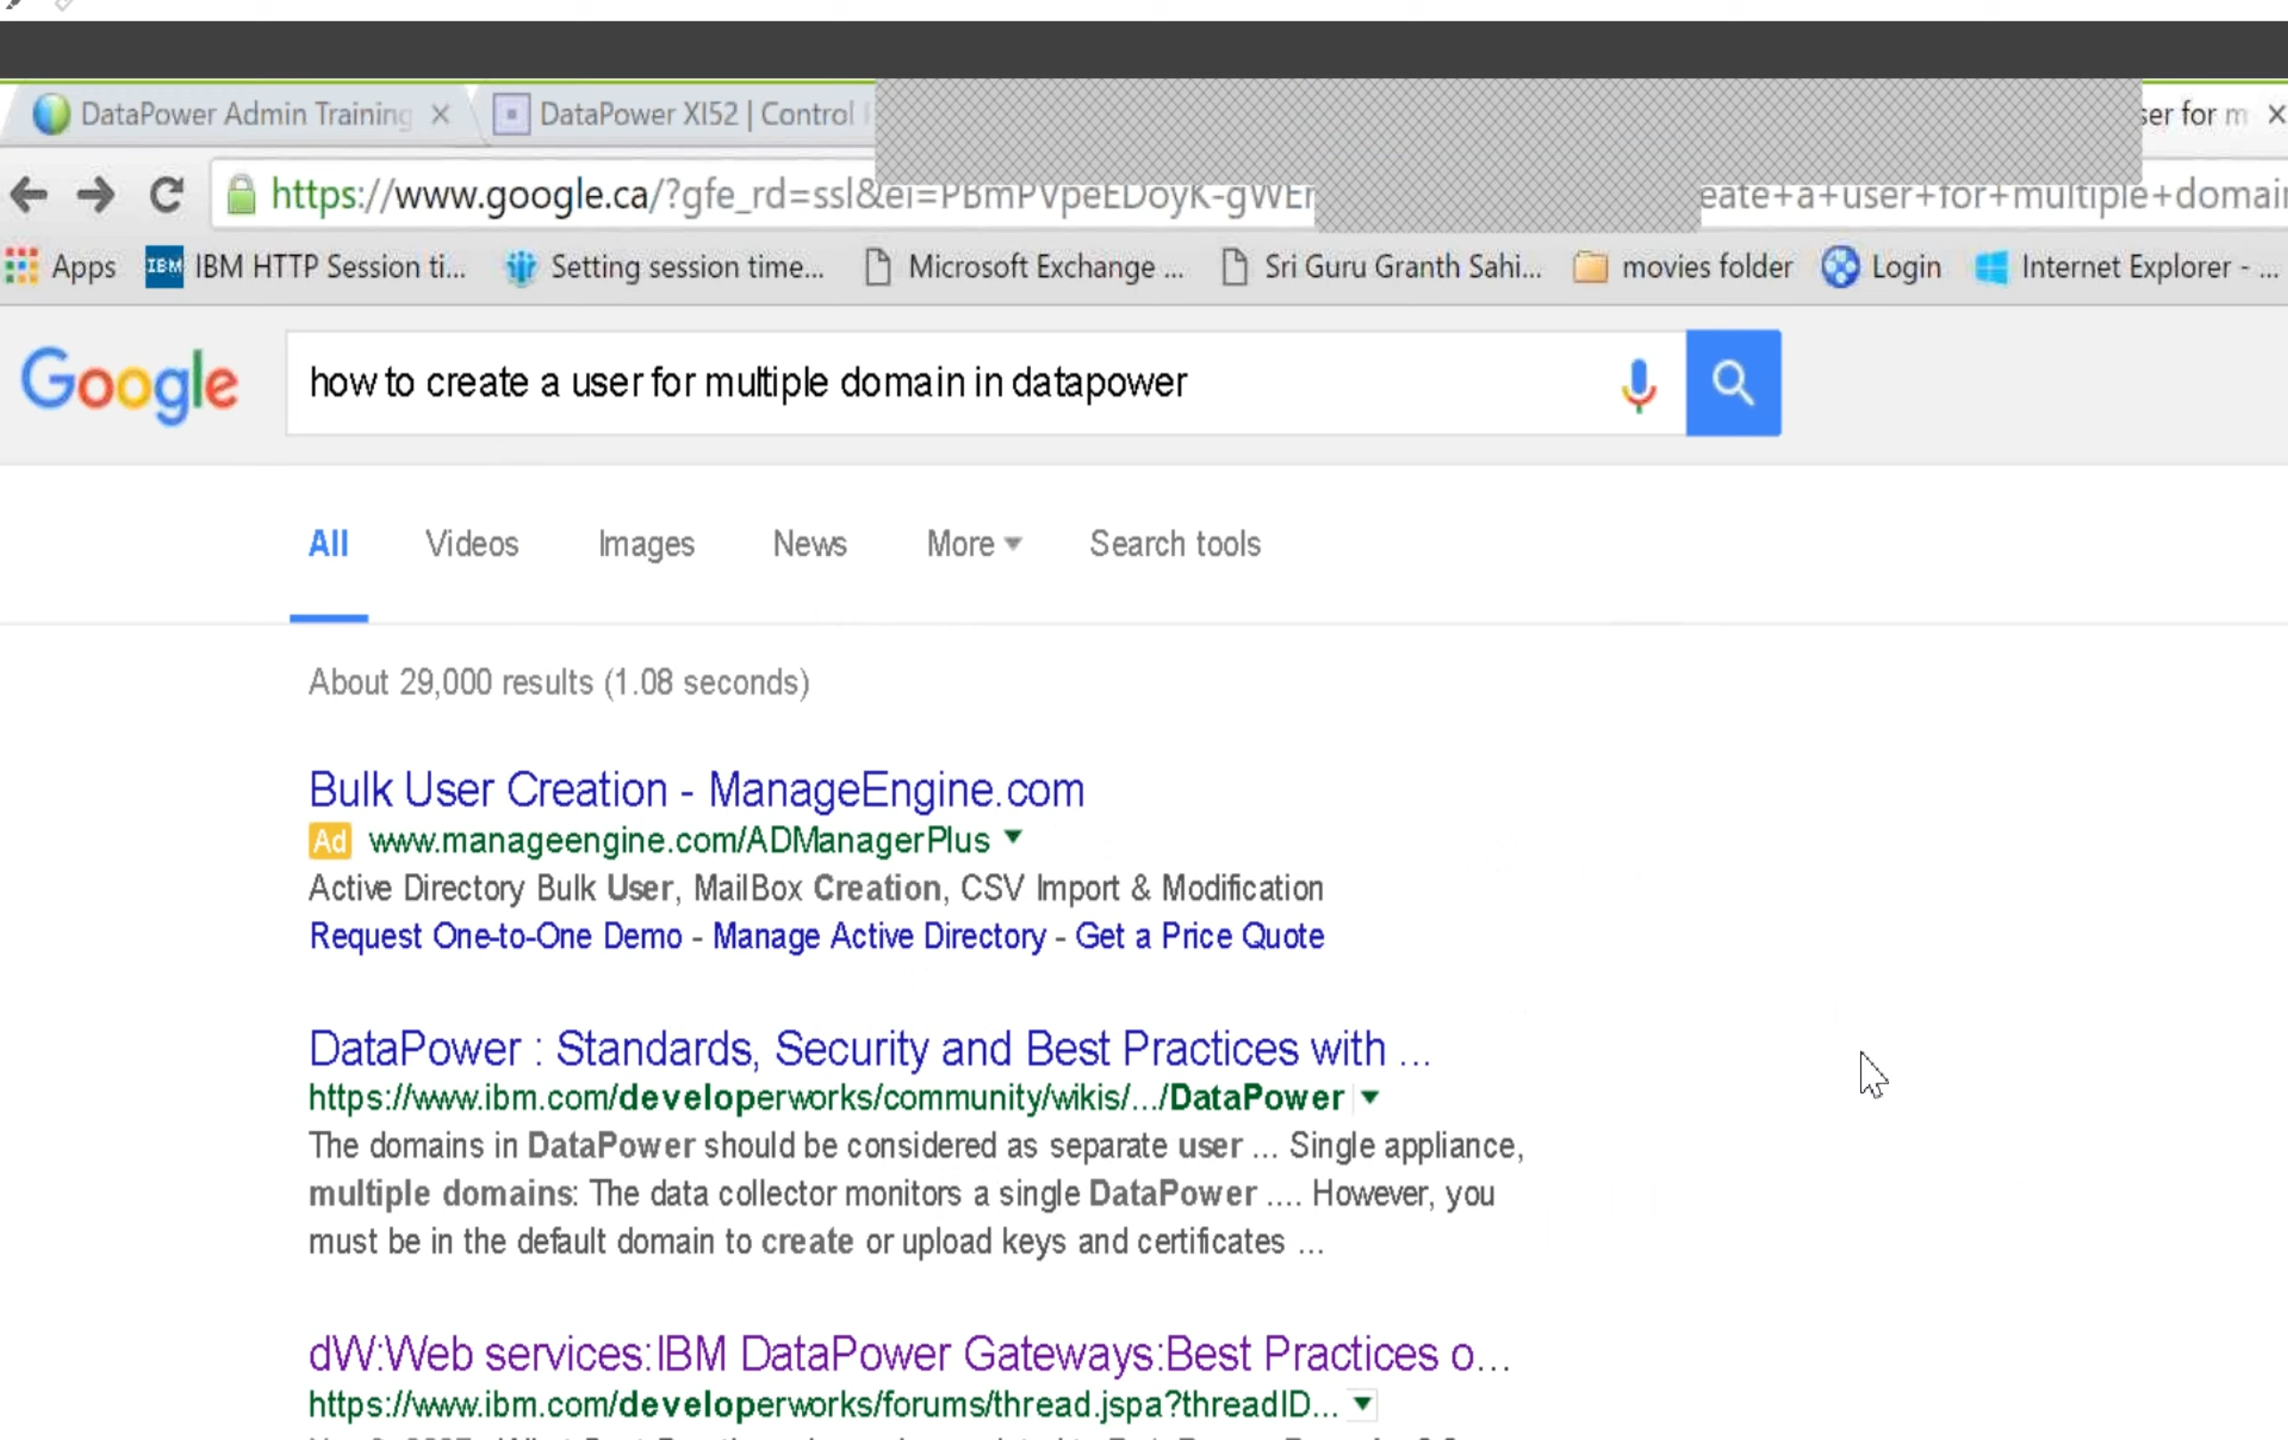 DataPower Admin Training
DataPower XI52 | Control
ser for m
https://www.google.ca/?gfe_rd=ssl&ei=PBmPVpeEDoyK-gWEr
eate+a+user+for+multiple+domain
Apps
IBM
IBM HTTP Session ti...
Setting session time...
Microsoft Exchange ...
Sri Guru Granth Sahi...
movies folder
Login
Internet Explorer - ...
Google
how to create a user for multiple domain in datapower
All
Videos
Images
News
More
Search tools
About 29,000 results (1.08 seconds)
Bulk User Creation - ManageEngine.com
Ad www.manageengine.com/ADManagerPlus
Active Directory Bulk User, MailBox Creation, CSV Import & Modification
Request One-to-One Demo - Manage Active Directory - Get a Price Quote
DataPower : Standards, Security and Best Practices with ...
https://www.ibm.com/developerworks/community/wikis/.../DataPower
The domains in DataPower should be considered as separate user ... Single appliance,
multiple domains: The data collector monitors a single DataPower .... However, you
must be in the default domain to create or upload keys and certificates ...
dW:Web services:IBM DataPower Gateways:Best Practices o...
https://www.ibm.com/developerworks/forums/thread.jspa?threadID...